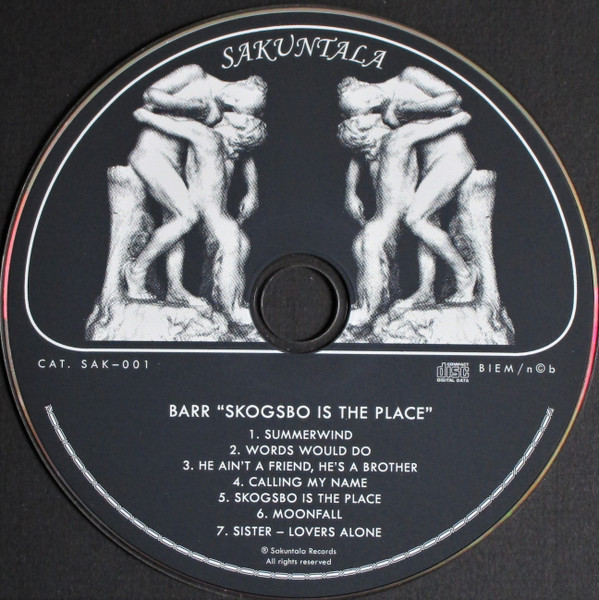 SAKUNTALA
CAT. SAK–001
COMPACT
disc
DIGITAL DATA
BIEM/n©b
BARR “SKOGSBO IS THE PLACE”
1. SUMMERWIND
2. WORDS WOULD DO
3. HE AIN'T A FRIEND, HE'S A BROTHER
4. CALLING MY NAME
5. SKOGSBO IS THE PLACE
6. MOONFALL
7. SISTER – LOVERS ALONE
® Sakuntala Records
All rights reserved